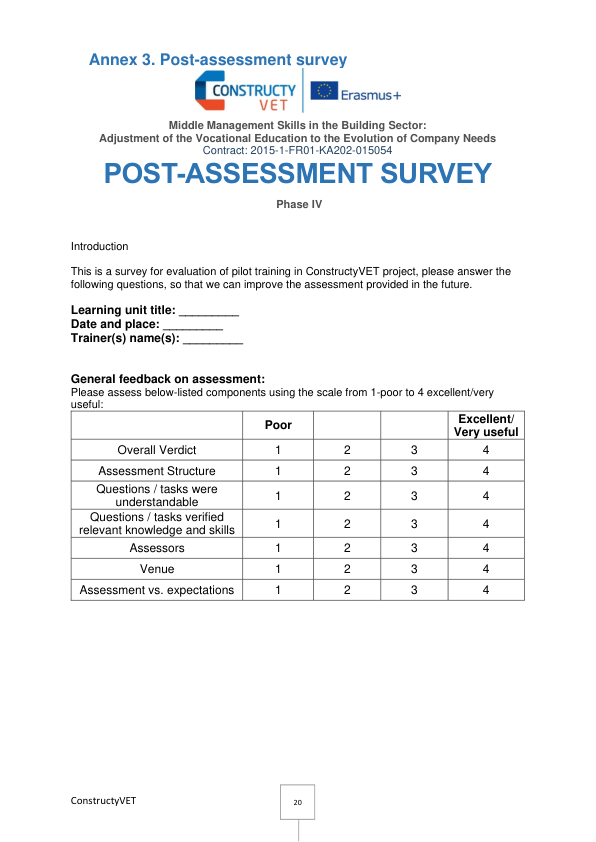 Annex 3. Post-assessment survey
CONSTRUCTY
VET
Erasmus+
Middle Management Skills in the Building Sector:
Adjustment of the Vocational Education to the Evolution of Company Needs
Contract: 2015-1-FR01-KA202-015054
POST-ASSESSMENT SURVEY
Phase IV
Introduction
This is a survey for evaluation of pilot training in ConstructyVET project, please answer the
following questions, so that we can improve the assessment provided in the future.
Learning unit title: _________
Date and place: _________
Trainer(s) name(s): _________
General feedback on assessment:
Please assess below-listed components using the scale from 1-poor to 4 excellent/very
useful:
Poor Excellent/
Very useful
Overall Verdict 1 2 3 4
Assessment Structure 1 2 3 4
Questions / tasks were
understandable 1 2 3 4
Questions / tasks verified
relevant knowledge and skills 1 2 3 4
Assessors 1 2 3 4
Venue 1 2 3 4
Assessment vs. expectations 1 2 3 4
ConstructyVET
20